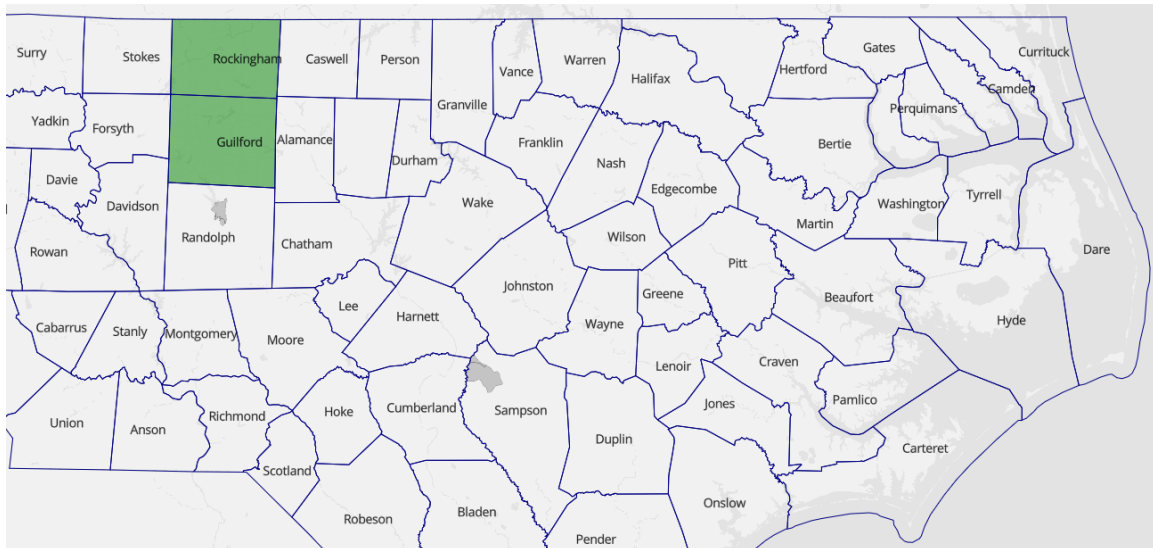 Surry
Stokes
Rockingham
Caswell
Person
Vance
Warren
Halifax
Hertford
Gates
Currituck
Camden
Perquimans
Granville
Yadkin
Forsyth
Guilford
Alamance
Durham
Franklin
Nash
Bertie
Davie
Davidson
Edgecombe
Wake
Martin
Washington
Tyrrell
Rowan
Randolph
Chatham
Wilson
Pitt
Dare
Johnston
Greene
Beaufort
Hyde
Cabarrus
Stanly
Montgomery
Moore
Lee
Harnett
Wayne
Lenoir
Craven
Union
Anson
Richmond
Hoke
Cumberland
Sampson
Jones
Pamlico
Duplin
Carteret
Scotland
Robeson
Bladen
Onslow
Pender